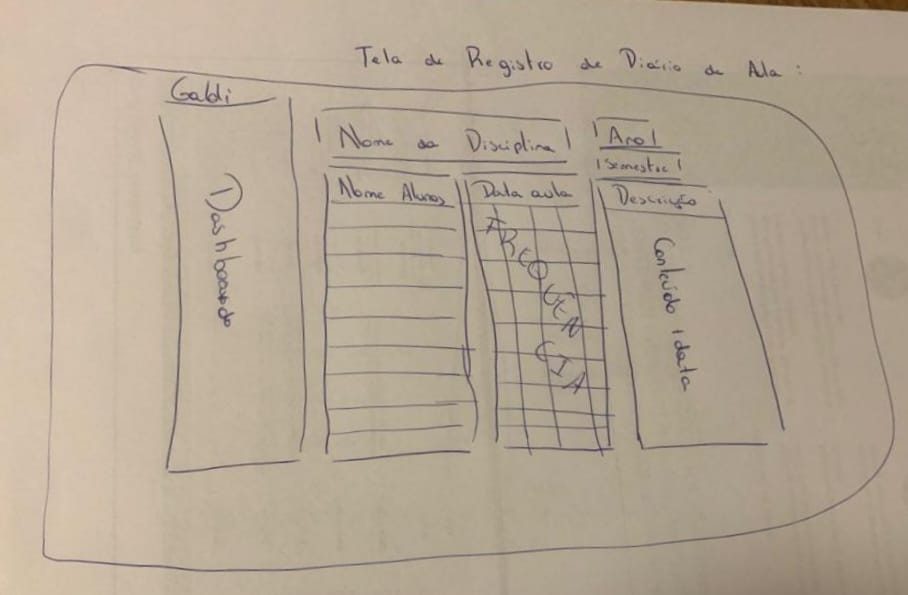 Tela de Registro de Diário de Aula :
Galdi
Dashboard
Nome da Disciplina
Ano
Semestre
Nome Alunos
Data aula
Descrição
FREQUÊNCIA
Conteúdo / data